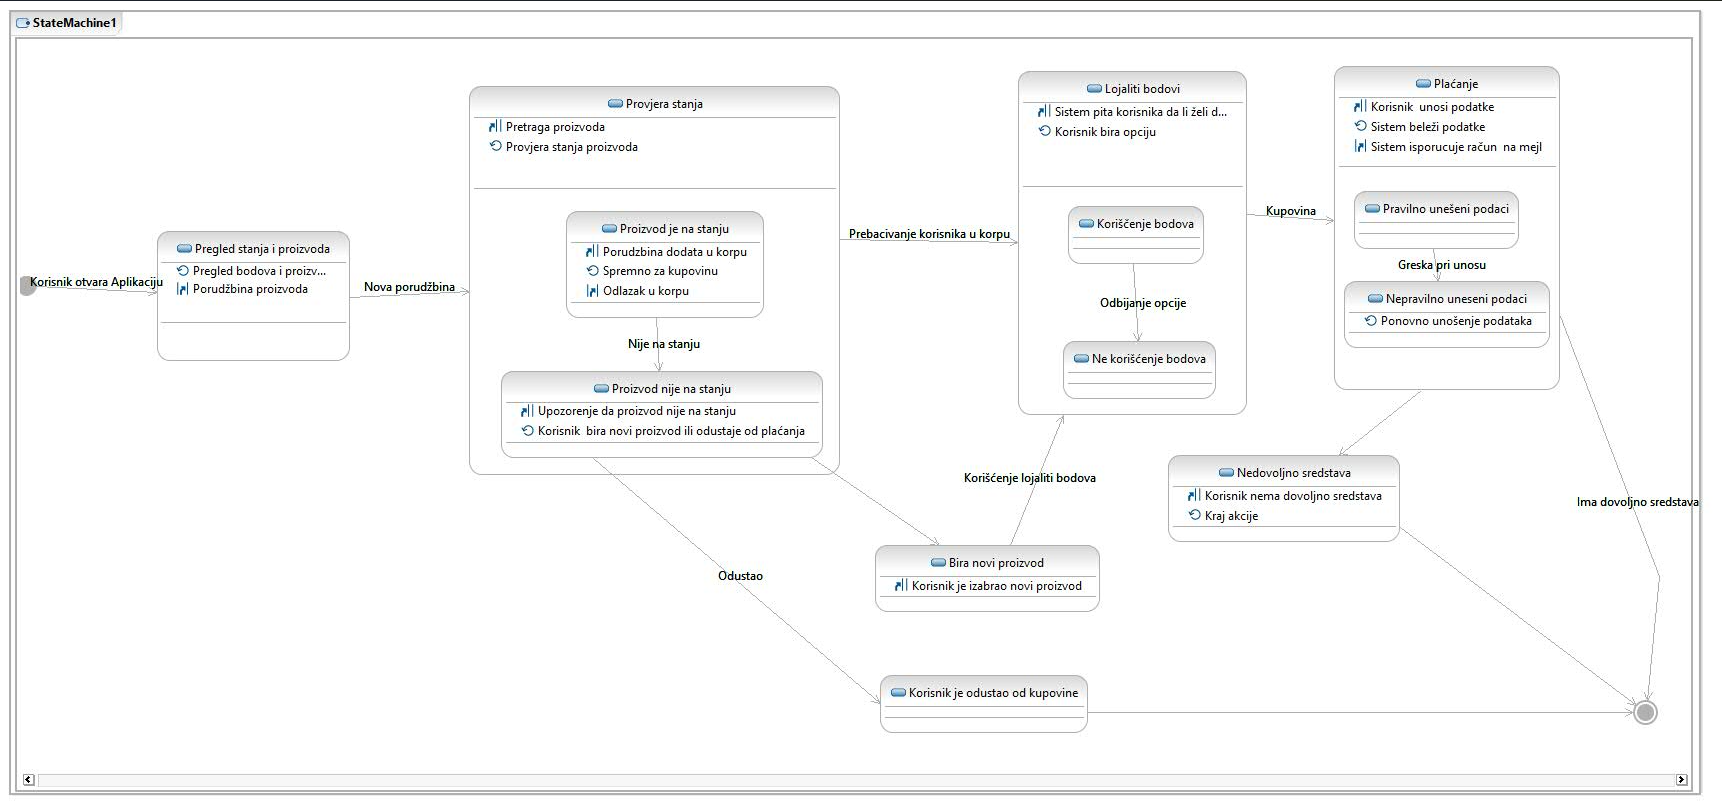 StateMachine1
Korisnik otvara Aplikaciju
Pregled stanja i proizvoda
Pregled bodova i proizv...
Porudžbina proizvoda
Nova porudžbina
Provjera stanja
Pretraga proizvoda
Provjera stanja proizvoda
Proizvod je na stanju
Porudzbina dodata u korpu
Spremno za kupovinu
Odlazak u korpu
Nije na stanju
Proizvod nije na stanju
Upozorenje da proizvod nije na stanju
Korisnik bira novi proizvod ili odustaje od plaćanja
Prebacivanje korisnika u korpu
Lojaliti bodovi
Sistem pita korisnika da li želi d...
Korisnik bira opciju
Koriščenje bodova
Odbijanje opcije
Ne korišćenje bodova
Kupovina
Plaćanje
Korisnik unosi podatke
Sistem beleži podatke
Sistem isporucuje račun na mejl
Pravilno unešeni podaci
Greska pri unosu
Nepravilno uneseni podaci
Ponovno unošenje podataka
Korišćenje lojaliti bodova
Nedovoljno sredstava
Korisnik nema dovoljno sredstava
Kraj akcije
Ima dovoljno sredstava
Bira novi proizvod
Korisnik je izabrao novi proizvod
Odustao
Korisnik je odustao od kupovine